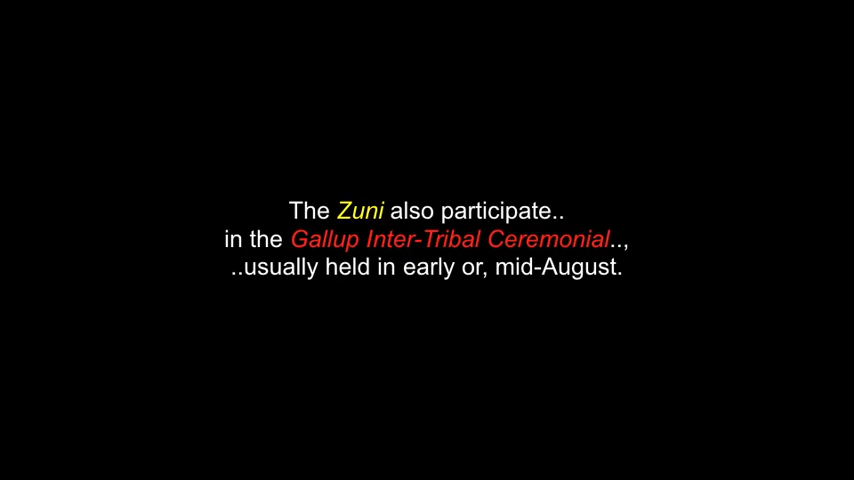 The Zuni also participate..
in the Gallup Inter-Tribal Ceremonial..,
..usually held in early or, mid-August.